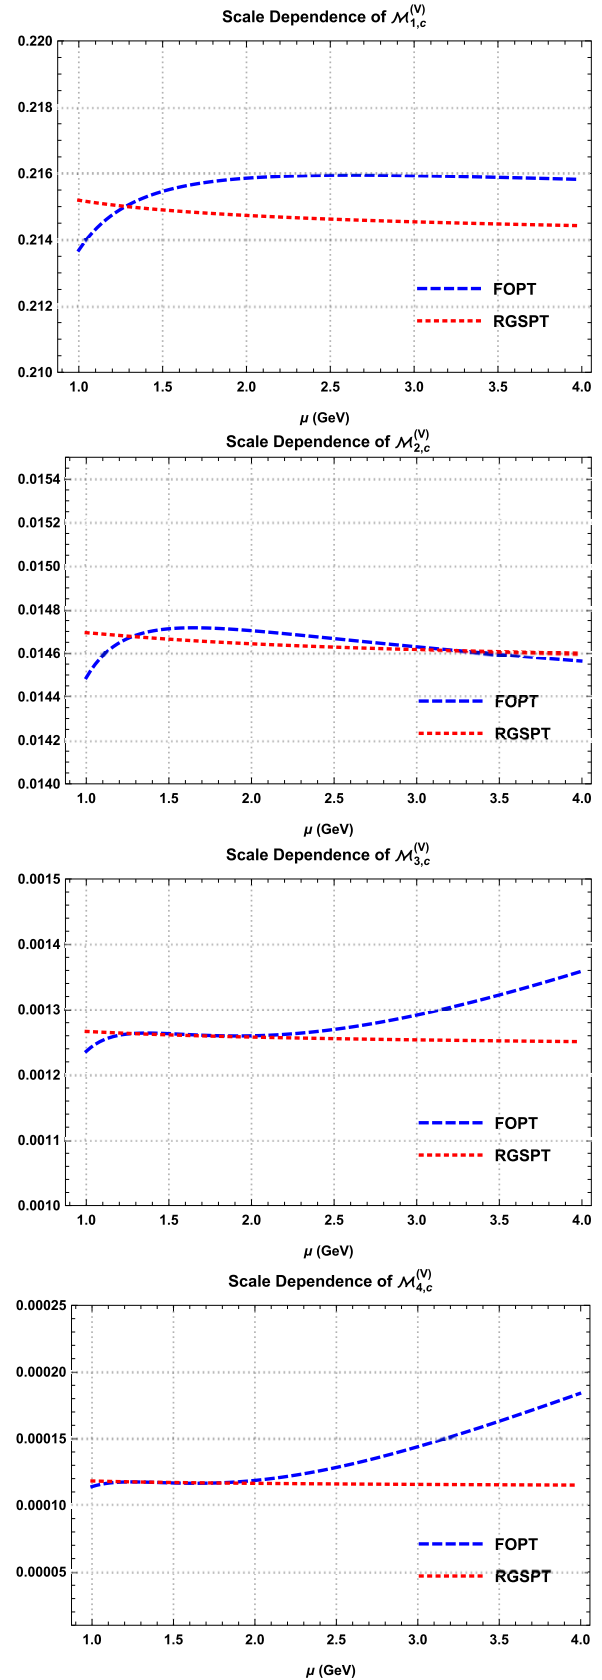 Scale Dependence of ℳ₁,c^(V)
0.220
0.218
0.216
0.214
0.212
0.210
FOPT
RGSPT
1.0 1.5 2.0 2.5 3.0 3.5 4.0
μ (GeV)
Scale Dependence of ℳ₂,c^(V)
0.0154
0.0152
0.0150
0.0148
0.0146
0.0144
0.0142
0.0140
FOPT
RGSPT
1.0 1.5 2.0 2.5 3.0 3.5 4.0
μ (GeV)
Scale Dependence of ℳ₃,c^(V)
0.0015
0.0014
0.0013
0.0012
0.0011
0.0010
FOPT
RGSPT
1.0 1.5 2.0 2.5 3.0 3.5 4.0
μ (GeV)
Scale Dependence of ℳ₄,c^(V)
0.00025
0.00020
0.00015
0.00010
0.00005
FOPT
RGSPT
1.0 1.5 2.0 2.5 3.0 3.5 4.0
μ (GeV)